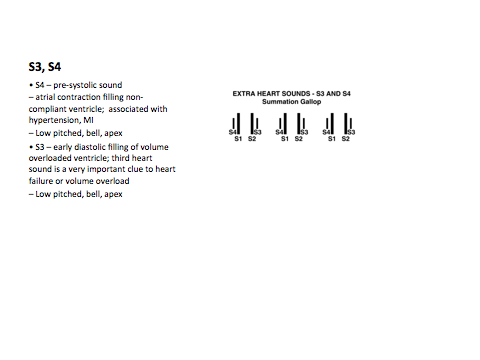 S3, S4
• S4 – pre-systolic sound
– atrial contraction filling non-
compliant ventricle;  associated with
hypertension, MI
– Low pitched, bell, apex
• S3 – early diastolic filling of volume
overloaded ventricle; third heart
sound is a very important clue to heart
failure or volume overload
– Low pitched, bell, apex
EXTRA HEART SOUNDS - S3 AND S4
Summation Gallop
S4 S3 S4 S3 S4 S3
S1 S2 S1 S2 S1 S2